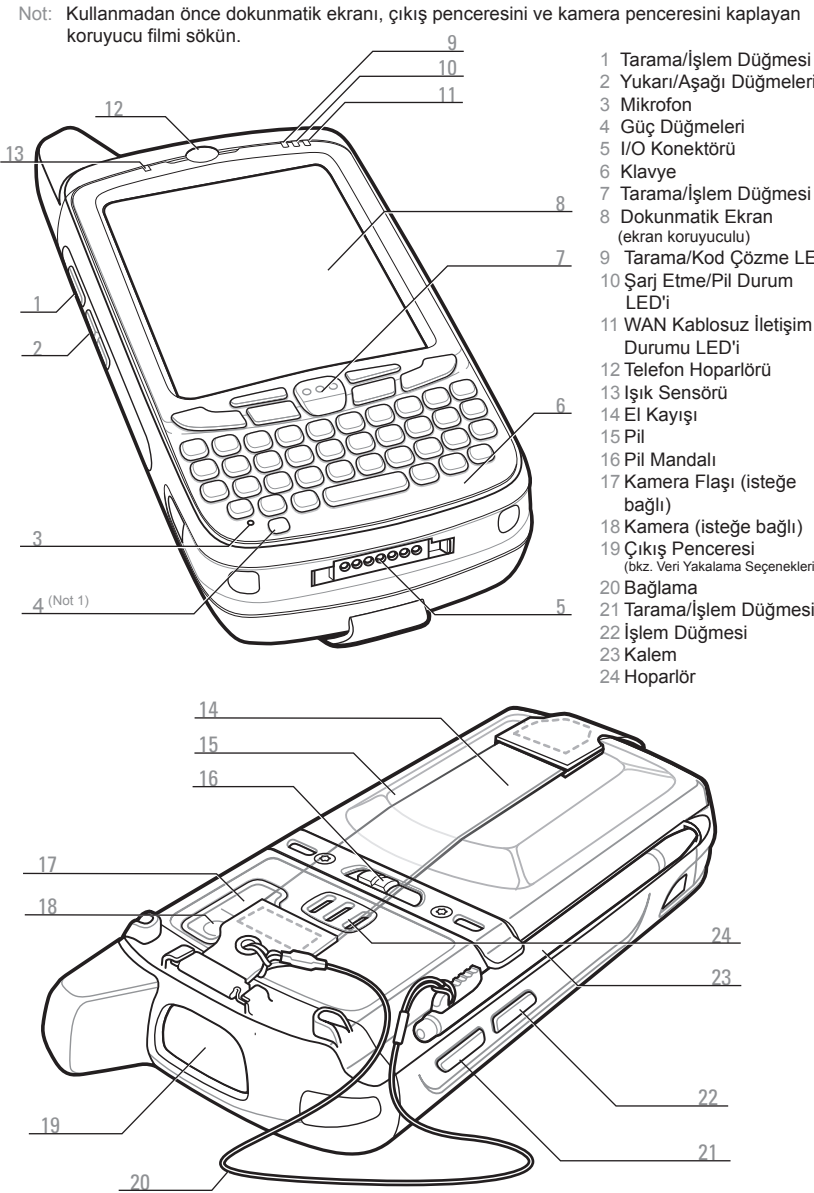 Not: Kullanmadan önce dokunmatik ekranı, çıkış penceresini ve kamera penceresini kaplayan
koruyucu filmi sökün.
9
10
11
12
13
8
7
1
2
6
3
4 (Not 1)
5
1 Tarama/İşlem Düğmesi
2 Yukarı/Aşağı Düğmeleri
3 Mikrofon
4 Güç Düğmeleri
5 I/O Konektörü
6 Klavye
7 Tarama/İşlem Düğmesi
8 Dokunmatik Ekran
(ekran koruyuculu)
9 Tarama/Kod Çözme
10 Şarj Etme/Pil Durum
LED'i
11 WAN Kablosuz İletişim
Durumu LED'i
12 Telefon Hoparlörü
13 Işık Sensörü
14 El Kayışı
15 Pil
16 Pil Mandalı
17 Kamera Flaşı (isteğe
bağlı)
18 Kamera (isteğe bağlı)
19 Çıkış Penceresi
(bkz. Veri Yakalama Seçenekleri
20 Bağlama
21 Tarama/İşlem Düğmesi
22 İşlem Düğmesi
23 Kalem
24 Hoparlör
14
15
16
17
18
24
23
19
22
21
20